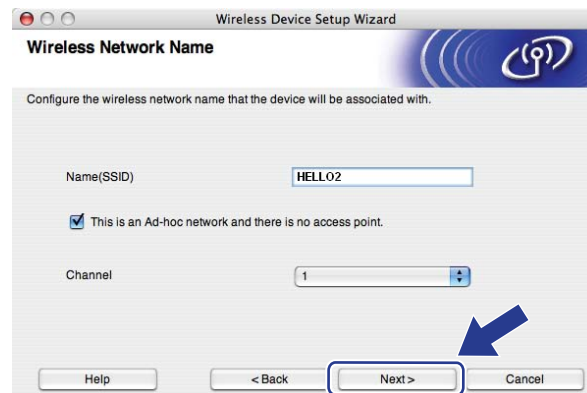 Wireless Device Setup Wizard
Wireless Network Name
Configure the wireless network name that the device will be associated with.
Name(SSID)
HELLO2
This is an Ad-hoc network and there is no access point.
Channel
1
Help
<Back
Next>
Cancel